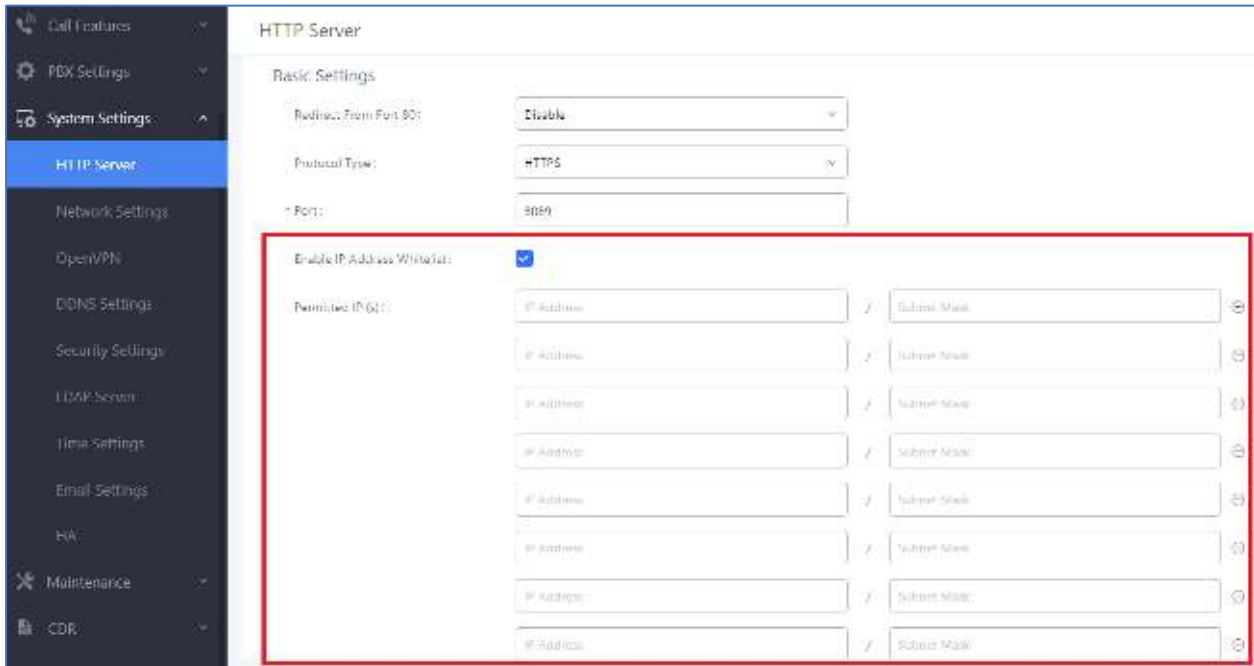 Call Features
HTTP Server
PBX Settings
Basic Settings
System Settings
Redirect From Port 80:
Disable
HTTP Server
Protocol Type:
HTTPS
Network Settings
* Port:
8089
OpenVPN
Enable IP Address Whitelist:
DDNS Settings
Permitted IP(s):
IP Address / Subnet Mask
Security Settings
IP Address / Subnet Mask
LDAP Server
IP Address / Subnet Mask
Time Settings
IP Address / Subnet Mask
Email Settings
IP Address / Subnet Mask
HA
IP Address / Subnet Mask
Maintenance
IP Address / Subnet Mask
CDR
IP Address / Subnet Mask